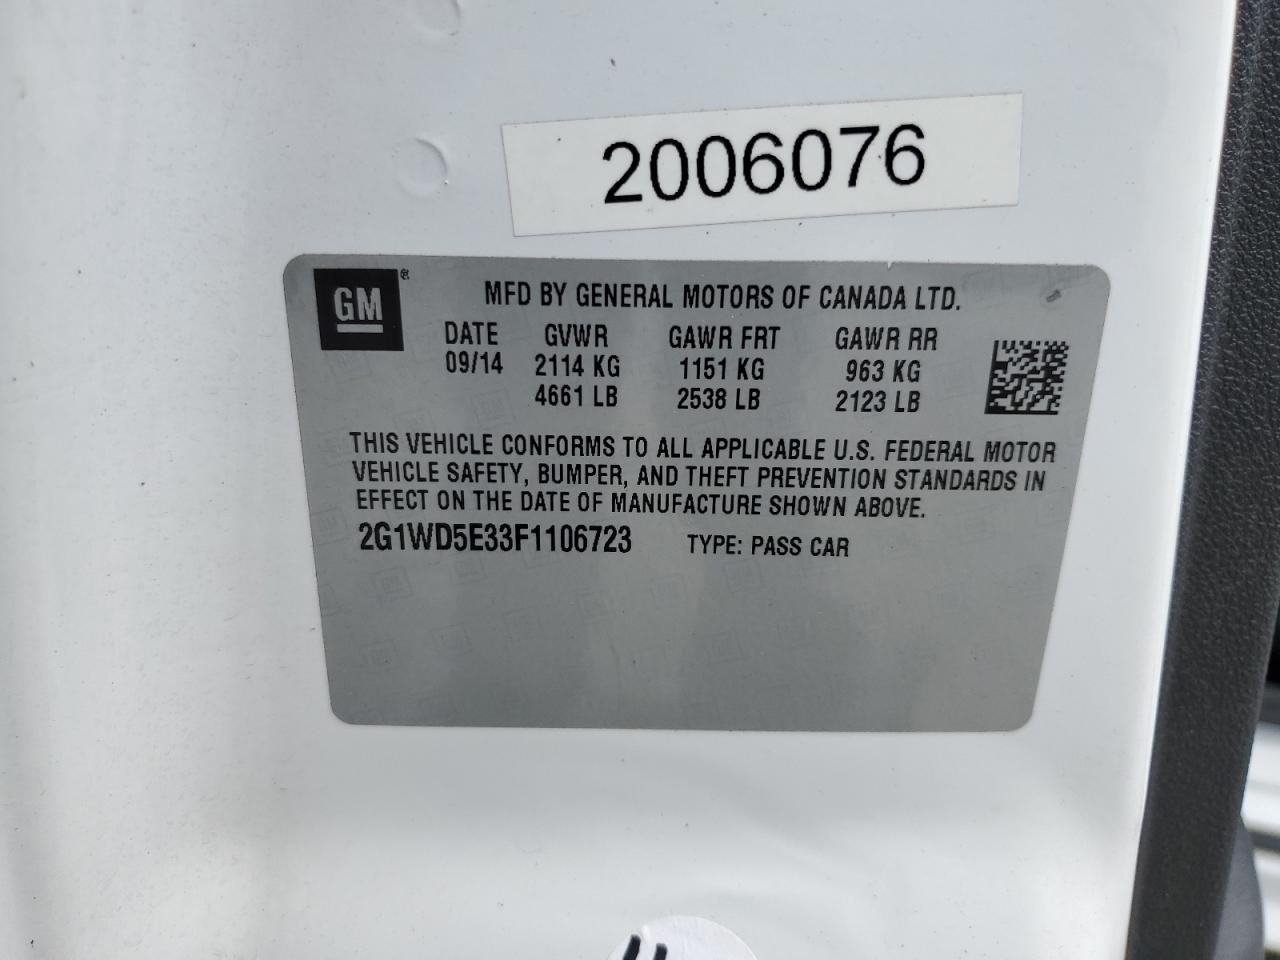 2006076
GM
MFD BY GENERAL MOTORS OF CANADA LTD.
DATE GVWR GAWR FRT GAWR RR
09/14 2114 KG 1151 KG 963 KG
4661 LB 2538 LB 2123 LB
THIS VEHICLE CONFORMS TO ALL APPLICABLE U.S. FEDERAL MOTOR
VEHICLE SAFETY, BUMPER, AND THEFT PREVENTION STANDARDS IN
EFFECT ON THE DATE OF MANUFACTURE SHOWN ABOVE.
2G1WD5E33F1106723 TYPE: PASS CAR